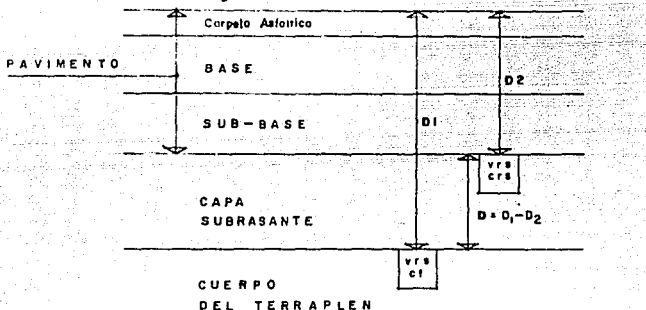 Carpeta Asfaltica
PAVIMENTO
BASE
D2
SUB-BASE
D1
vrs
crs
CAPA
SUBRASANTE
D = D1-D2
vrs
ct
CUERPO
DEL TERRAPLEN